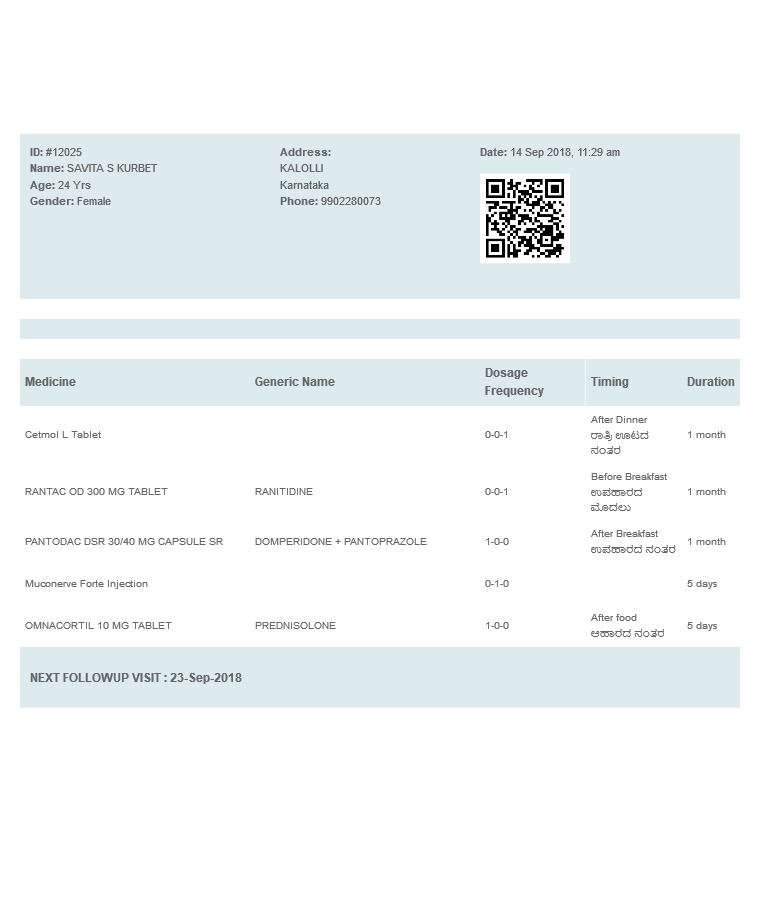 ID: #12025
Name: SAVITA S KURBET
Age: 24 Yrs
Gender: Female
Address:
KALOLLI
Karnataka
Phone: 9902280073
Date: 14 Sep 2018, 11:29 am
Medicine Generic Name Dosage Frequency Timing Duration
Cetmol L Tablet 0-0-1 After Dinner 1 month
ರಾತ್ರಿ ಊಟದ
ನಂತರ
RANTAC OD 300 MG TABLET RANITIDINE 0-0-1 Before Breakfast 1 month
ಉಪಹಾರದ
ಮೊದಲು
PANTODAC DSR 30/40 MG CAPSULE SR DOMPERIDONE + PANTOPRAZOLE 1-0-0 After Breakfast 1 month
ಉಪಹಾರದ ನಂತರ
Muconerve Forte Injection 0-1-0 5 days
OMNACORTIL 10 MG TABLET PREDNISOLONE 1-0-0 After food 5 days
ಆಹಾರದ ನಂತರ
NEXT FOLLOWUP VISIT : 23-Sep-2018